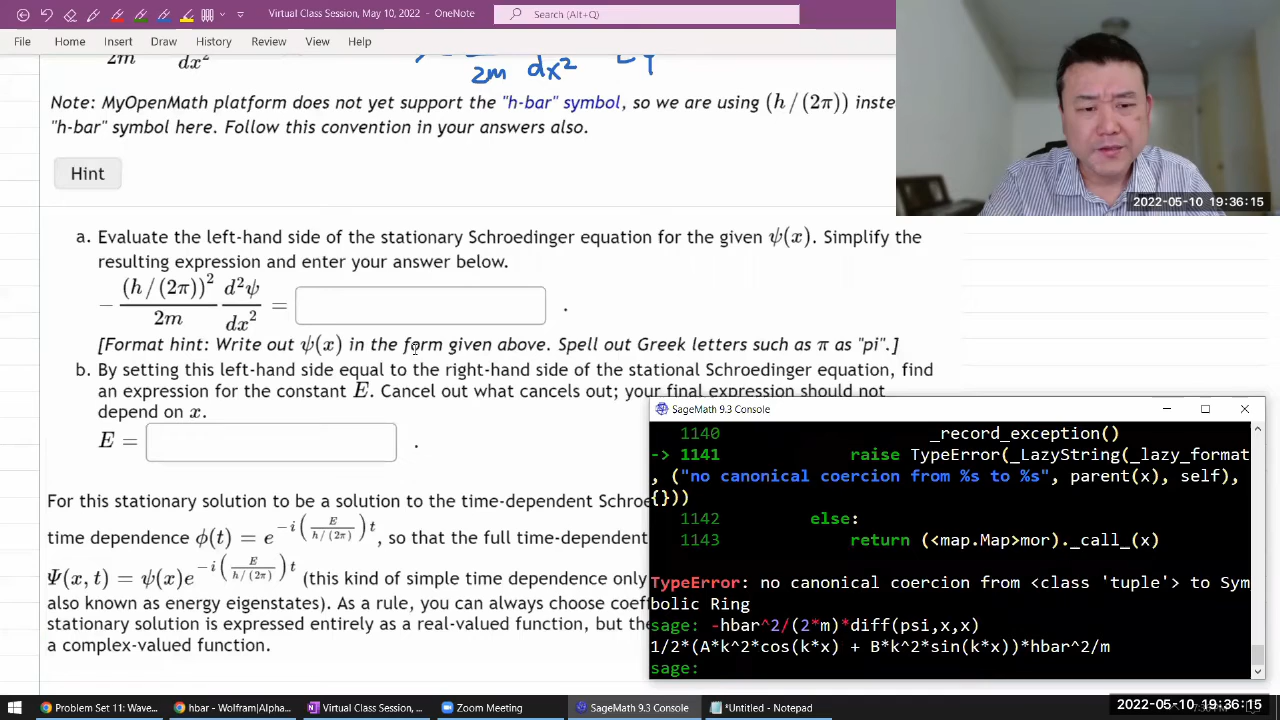 Virtual Class Session, May 10, 2022 - OneNote
Search (Alt+Q)
File Home Insert Draw History Review View Help
2m dx²
2m dx²
Note: MyOpenMath platform does not yet support the "h-bar" symbol, so we are using (h/(2π)) inste
"h-bar" symbol here. Follow this convention in your answers also.
Hint
2022-05-10 19:36:15
a. Evaluate the left-hand side of the stationary Schroedinger equation for the given ψ(x). Simplify the
resulting expression and enter your answer below.
− (h/(2π))² / 2m d²ψ / dx² = .
[Format hint: Write out ψ(x) in the form given above. Spell out Greek letters such as π as "pi".]
b. By setting this left-hand side equal to the right-hand side of the stational Schroedinger equation, find
an expression for the constant E. Cancel out what cancels out; your final expression should not
depend on x.
E = .
For this stationary solution to be a solution to the time-dependent Schro
time dependence ϕ(t) = e^{−i(E/(h/(2π)))t}, so that the full time-dependent
Ψ(x, t) = ψ(x)e^{−i(E/(h/(2π)))t} (this kind of simple time dependence only
also known as energy eigenstates). As a rule, you can always choose coef
stationary solution is expressed entirely as a real-valued function, but the
a complex-valued function.
SageMath 9.3 Console
1140 _record_exception()
-> 1141 raise TypeError(_LazyString(_lazy_format
, ("no canonical coercion from %s to %s", parent(x), self),
{}))
1142 else:
1143 return (<map.Map>mor)._call_(x)
TypeError: no canonical coercion from <class 'tuple'> to Sym
bolic Ring
sage: -hbar^2/(2*m)*diff(psi,x,x)
1/2*(A*k^2*cos(k*x) + B*k^2*sin(k*x))*hbar^2/m
sage:
Problem Set 11: Wave... hbar - Wolfram|Alpha... Virtual Class Session, ... Zoom Meeting SageMath 9.3 Console *Untitled - Notepad
2022-05-10 19:36:15